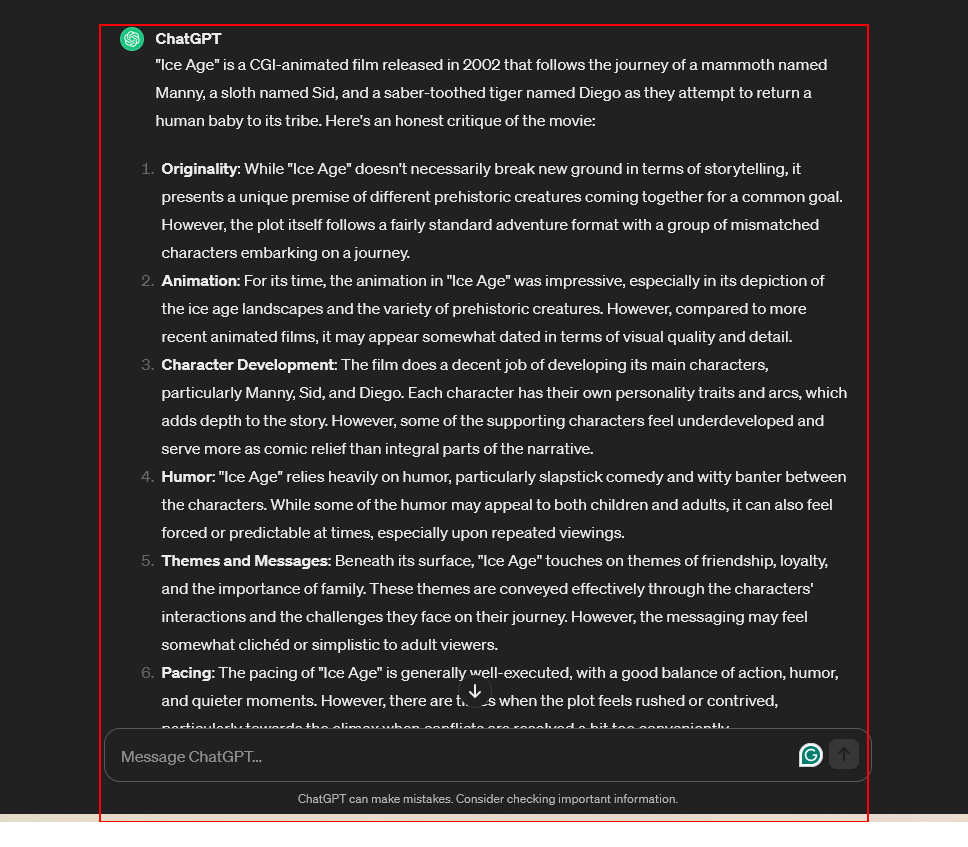 ChatGPT
"Ice Age" is a CGI-animated film released in 2002 that follows the journey of a mammoth named
Manny, a sloth named Sid, and a saber-toothed tiger named Diego as they attempt to return a
human baby to its tribe. Here's an honest critique of the movie:
1. Originality: While "Ice Age" doesn't necessarily break new ground in terms of storytelling, it
presents a unique premise of different prehistoric creatures coming together for a common goal.
However, the plot itself follows a fairly standard adventure format with a group of mismatched
characters embarking on a journey.
2. Animation: For its time, the animation in "Ice Age" was impressive, especially in its depiction of
the ice age landscapes and the variety of prehistoric creatures. However, compared to more
recent animated films, it may appear somewhat dated in terms of visual quality and detail.
3. Character Development: The film does a decent job of developing its main characters,
particularly Manny, Sid, and Diego. Each character has their own personality traits and arcs, which
adds depth to the story. However, some of the supporting characters feel underdeveloped and
serve more as comic relief than integral parts of the narrative.
4. Humor: "Ice Age" relies heavily on humor, particularly slapstick comedy and witty banter between
the characters. While some of the humor may appeal to both children and adults, it can also feel
forced or predictable at times, especially upon repeated viewings.
5. Themes and Messages: Beneath its surface, "Ice Age" touches on themes of friendship, loyalty,
and the importance of family. These themes are conveyed effectively through the characters'
interactions and the challenges they face on their journey. However, the messaging may feel
somewhat clichéd or simplistic to adult viewers.
6. Pacing: The pacing of "Ice Age" is generally well-executed, with a good balance of action, humor,
and quieter moments. However, there are times when the plot feels rushed or contrived,
particularly towards the climax when conflicts are resolved a bit too conveniently.
Message ChatGPT...
ChatGPT can make mistakes. Consider checking important information.